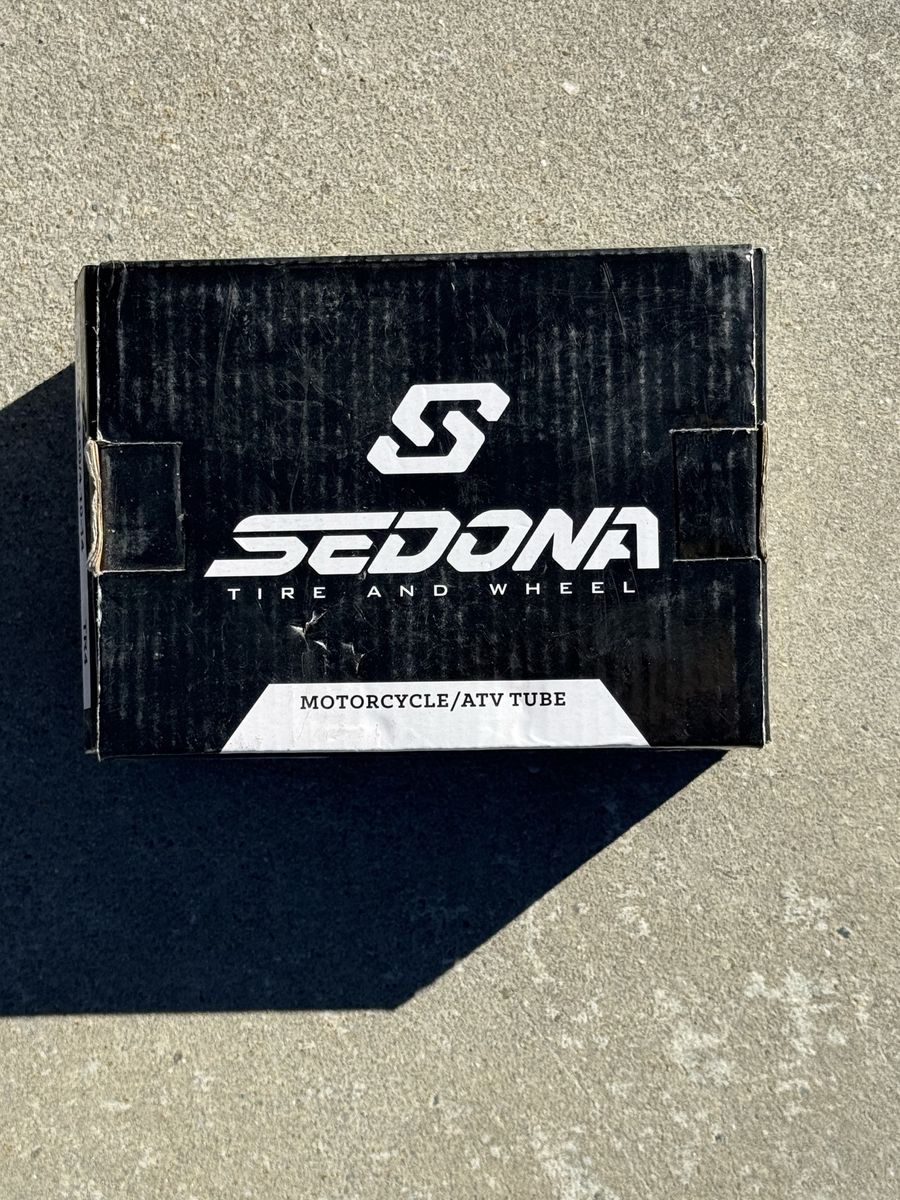 S
SEDONA
TIRE AND WHEEL
MOTORCYCLE/ATV TUBE